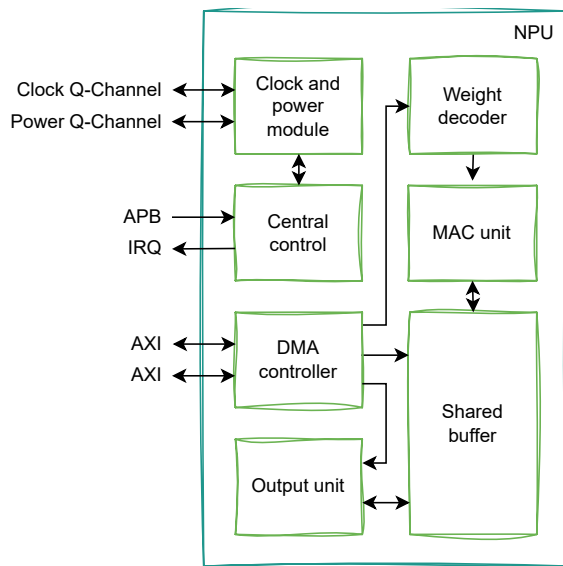 NPU
Clock Q-Channel
Power Q-Channel
Clock and
power
module
Weight
decoder
APB
IRQ
Central
control
MAC unit
AXI
AXI
DMA
controller
Shared
buffer
Output unit